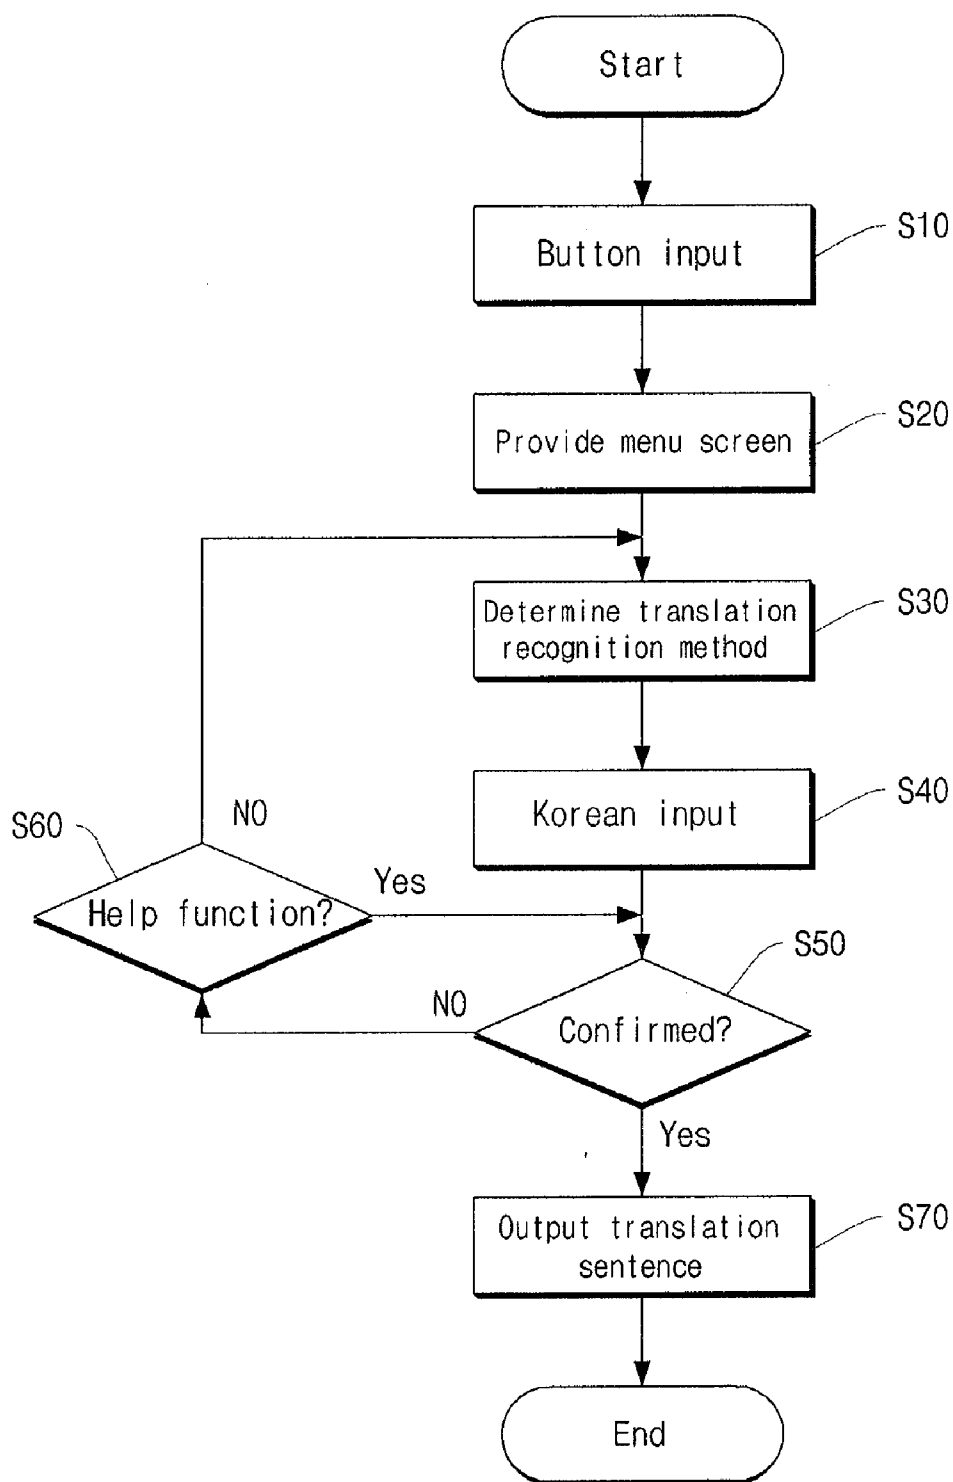 Start
Button input
S10
Provide menu screen
S20
Determine translation
recognition method
S30
Korean input
S40
NO
S60
Help function?
Yes
S50
NO
Confirmed?
Yes
Output translation
sentence
S70
End